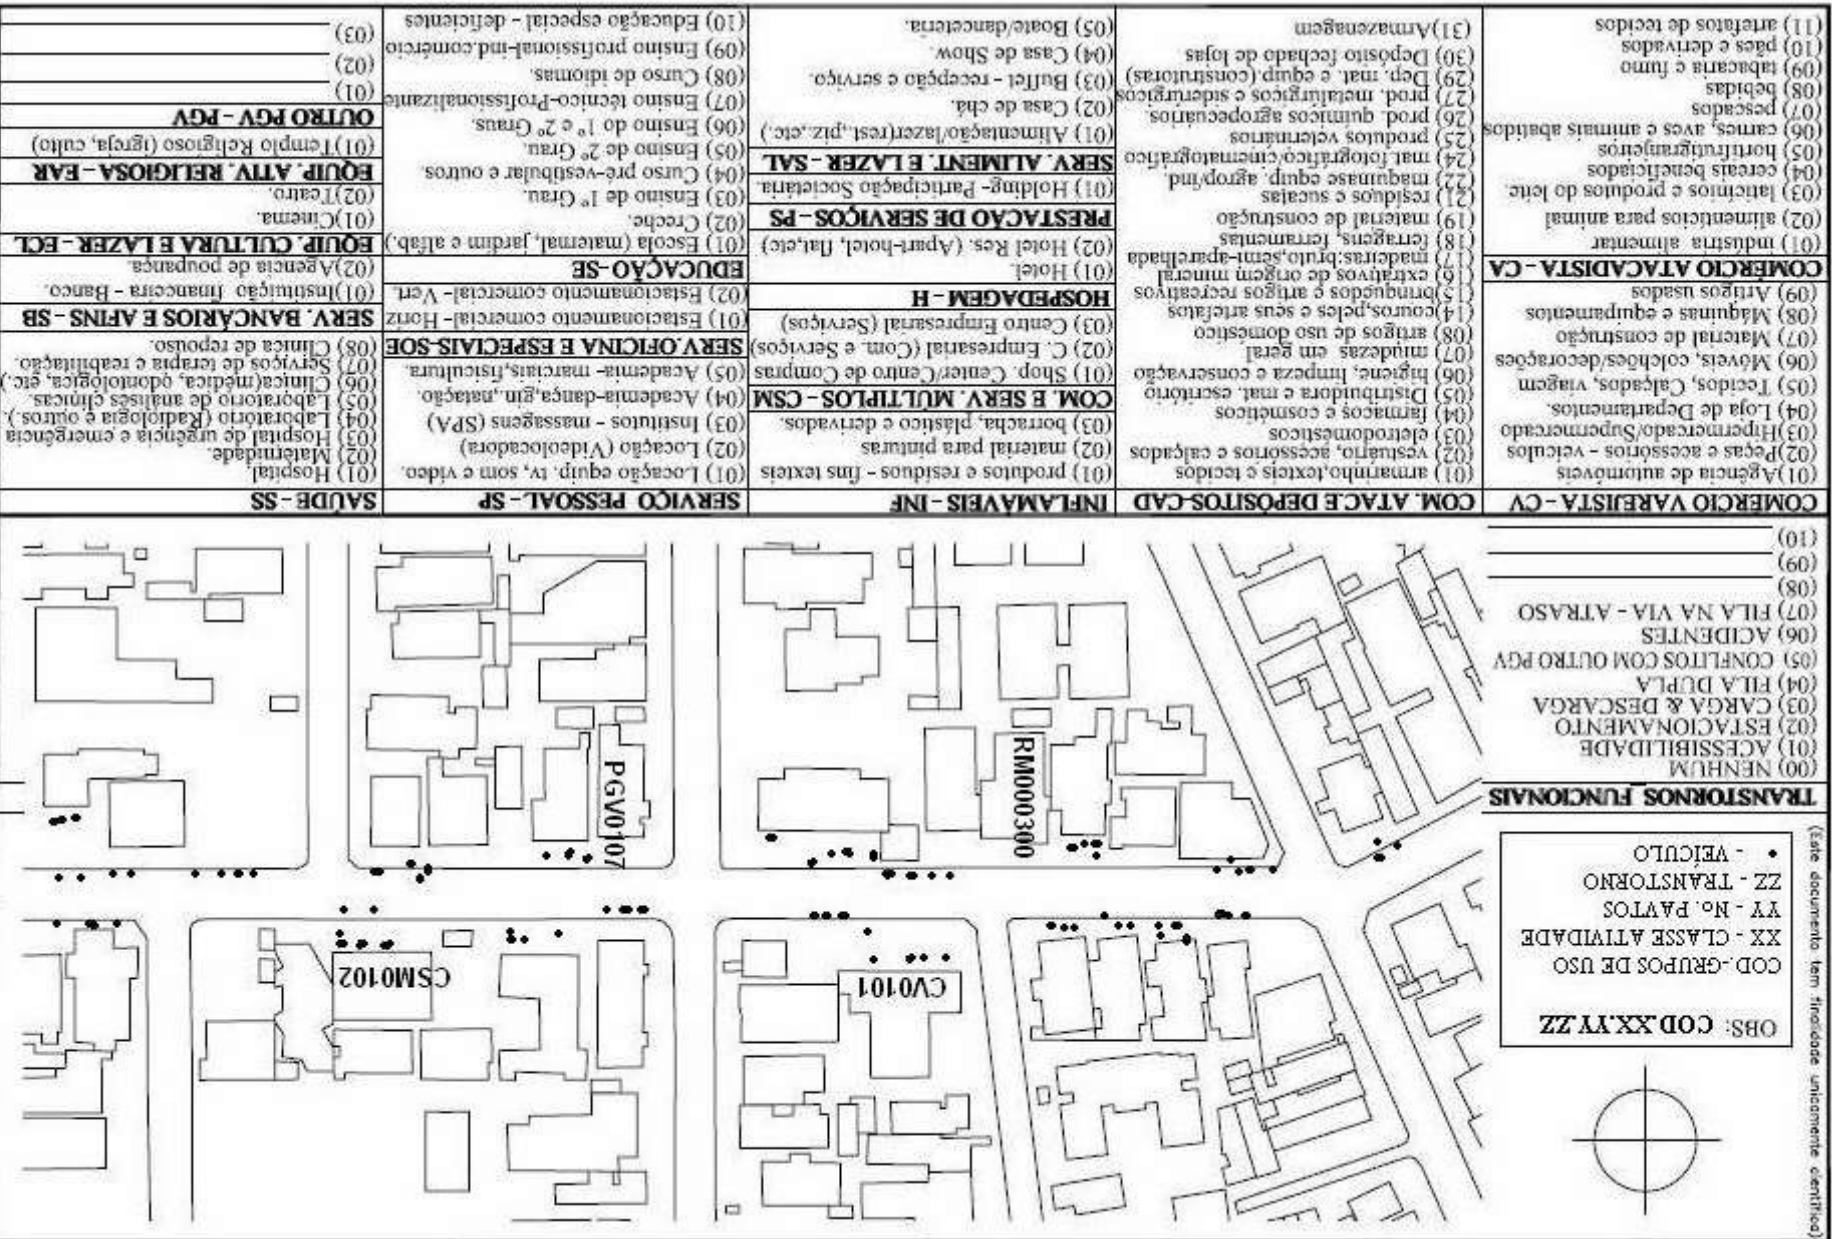 (Este documento tem finalidade unicamente científica)
OBS: COD.XX.YY.ZZ
COD-GRUPOS DE USO
XX - CLASSE ATIVIDADE
YY - No. PAVTOS
ZZ - TRANSTORNO
• - VEÍCULO
TRANSTORNOS FUNCIONAIS
(00) NENHUM
(01) ACESSIBILIDADE
(02) ESTACIONAMENTO
(03) CARGA & DESCARGA
(04) FILA DUPLA
(05) CONFLITOS COM OUTRO PGV
(06) ACIDENTES
(07) FILA NA VIA - ATRASO
(08)
(09)
(10)
CV0101
CSM0102
RM000300
PGV0107
COMERCIO VAREJISTA - CV
(01)Agência de automóveis
(02)Peças e acessórios - veiculos
(03)Hipermercado/Supermercado
(04) Loja de Departamentos.
(05) Tecidos, Calçados, viagem
(06) Móveis, colchões/decorações
(07) Material de construção
(08) Máquinas e equipamentos
(09) Artigos usados
COMÉRCIO ATACADISTA - CA
(01) indústria alimentar
(02) alimentícios para animal
(03) laticínios e produtos do leite
(04) cereais beneficiados
(05) hortifrutigranjeiros
(06) carnes, aves e animais abatidos
(07) pescados
(08) bebidas
(09) tabacaria e fumo
(10) pães e derivados
(11) artefatos de tecidos
COM. ATAC.E DEPÓSITOS-CAD
(01) armarinho,texteis e tecidos
(02) vestuário, acessórios e calçados
(03) eletrodomésticos
(04) farmacos e cosméticos
(05) Distribuidora e mat. escritório
(06) higiene, limpeza e conservação
(07) miudezas em geral
(08) artigos de uso doméstico
(14)couros,peles e seus artefatos
(15)brinquedos e artigos recreativos
(16) extrativos de origem mineral
(17) madeiras:bruto,semi-aparelhada
(18) ferragens, ferramentas
(19) material de construção
(21) resíduos e sucatas
(22) maquinase equip. agrop/ind.
(24) mat.fotográfico/cinematográfico
(25) produtos veterinários
(26) prod. químicos agropecuários.
(27) prod. metalúrgicos e siderúrgicos
(29) Dep. mat. e equip.(construtoras)
(30) Depósito fechado de lojas
(31)Armazenagem
INFLAMÁVEIS - INF
(01) produtos e resíduos - fins texteis
(02) material para pinturas
(03) borracha, plástico e derivados.
COM. E SERV. MÚLTIPLOS - CSM
(01) Shop. Center/Centro de Compras
(02) C. Empresarial (Com. e Serviços)
(03) Centro Empresarial (Serviços)
HOSPEDAGEM - H
(01) Hotel.
(02) Hotel Res. (Apart-hotel, flat,etc)
PRESTAÇÃO DE SERVIÇOS - PS
(01) Holding- Participação Societária.
SERV. ALIMENT. E LAZER - SAL
(01) Alimentação/lazer(rest.,piz.,etc.)
(02) Casa de chá.
(03) Buffet - recepção e serviço.
(04) Casa de Show.
(05) Boate/danceteria.
SERVIÇO PESSOAL - SP
(01) Locação equip. tv, som e video.
(02) Locação (Videolocadora)
(03) Institutos - massagens (SPA)
(04) Academia-dança,gin.,natação.
(05) Academia- marciais,fisicultura.
SERV.OFICINA E ESPECIAIS-SOE
(01) Estacionamento comercial- Horiz
(02) Estacionamento comercial- Vert.
EDUCAÇÃO-SE
(01) Escola (maternal, jardim e alfab.)
(02) Creche.
(03) Ensino de 1º Grau.
(04) Curso pré-vestibular e outros.
(05) Ensino de 2º Grau.
(06) Ensino do 1º e 2º Graus.
(07) Ensino técnico-Profissionalizante
(08) Curso de idiomas.
(09) Ensino profissional-ind.comércio
(10) Educação especial - deficientes
SAÚDE - SS
(01) Hospital.
(02) Maternidade.
(03) Hospital de urgência e emergência
(04) Laboratório (Radiologia e outros.)
(05) Laboratorio de análises clínicas.
(06) Clínica(médica, odontológica, etc.)
(07) Serviços de terapia e reabilitação.
(08) Clínica de repouso.
SERV. BANCÁRIOS E AFINS - SB
(01)Instituição financeira - Banco.
(02)Agencia de poupança.
EQUIP. CULTURA E LAZER - ECL
(01)Cinema.
(02)Teatro.
EQUIP. ATIV. RELIGIOSA - EAR
(01)Templo Religioso (igreja, culto)
OUTRO PGV - PGV
(01)
(02)
(03)